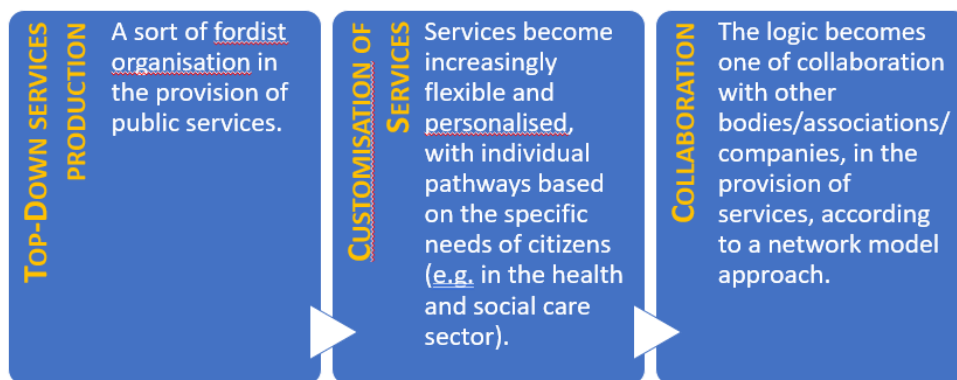 TOP-DOWN SERVICES
PRODUCTION
A sort of fordist
organisation in
the provision of
public services.
CUSTOMISATION OF
SERVICES
Services become
increasingly
flexible and
personalised,
with individual
pathways based
on the specific
needs of citizens
(e.g. in the health
and social care
sector).
COLLABORATION
The logic becomes
one of collaboration
with other
bodies/associations/
companies, in the
provision of
services, according
to a network model
approach.